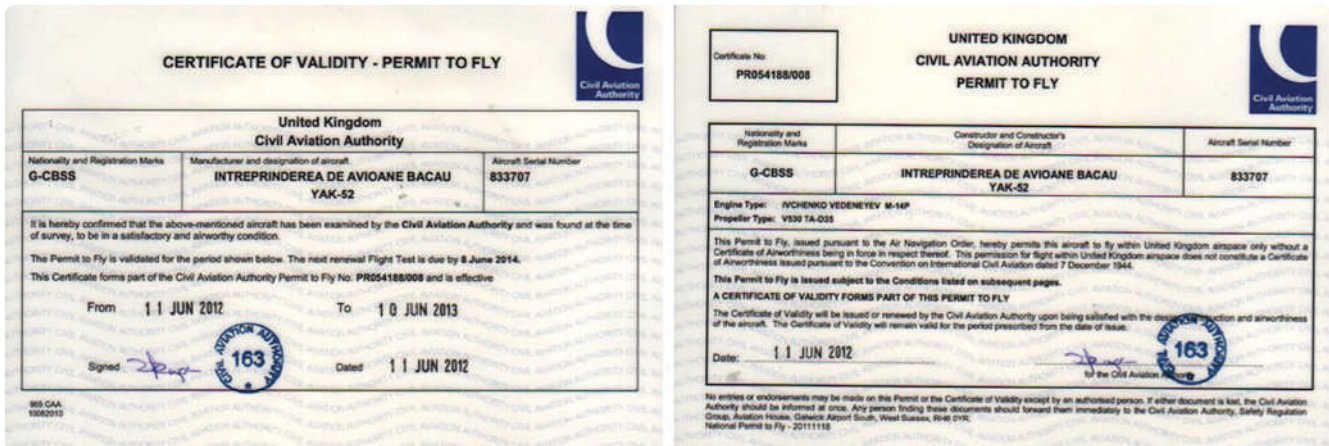 CERTIFICATE OF VALIDITY - PERMIT TO FLY
Civil Aviation
Authority
United Kingdom
Civil Aviation Authority
Nationality and Registration Marks
G-CBSS
Manufacturer and designation of aircraft
INTREPRINDEREA DE AVIOANE BACAU
YAK-52
Aircraft Serial Number
833707
It is hereby confirmed that the above-mentioned aircraft has been examined by the Civil Aviation Authority and was found at the time
of survey, to be in a satisfactory and airworthy condition.
The Permit to Fly is validated for the period shown below. The next renewal Flight Test is due by 8 June 2014.
This Certificate forms part of the Civil Aviation Authority Permit to Fly No. PR054188/008 and is effective
From 11 JUN 2012 To 10 JUN 2013
Signed
CIVIL AVIATION AUTHORITY
163
Dated 11 JUN 2012
965 CAA
10082010
Certificate No:
PR054188/008
UNITED KINGDOM
CIVIL AVIATION AUTHORITY
PERMIT TO FLY
Civil Aviation
Authority
Nationality and
Registration Marks
Constructor and Constructor's
Designation of Aircraft
Aircraft Serial Number
G-CBSS
INTREPRINDEREA DE AVIOANE BACAU
YAK-52
833707
Engine Type: IVCHENKO VEDENEYEV M-14P
Propeller Type: V530 TA-D35
This Permit to Fly, issued pursuant to the Air Navigation Order, hereby permits this aircraft to fly within United Kingdom airspace only without a
Certificate of Airworthiness being in force in respect thereof. This permission for flight within United Kingdom airspace does not constitute a Certificate
of Airworthiness issued pursuant to the Convention on International Civil Aviation dated 7 December 1944.
This Permit to Fly is issued subject to the Conditions listed on subsequent pages.
A CERTIFICATE OF VALIDITY FORMS PART OF THIS PERMIT TO FLY
The Certificate of Validity will be issued or renewed by the Civil Aviation Authority upon being satisfied with the and airworthiness
of the aircraft. The Certificate of Validity will remain valid for the period prescribed from the date of issue.
Date: 11 JUN 2012
CIVIL AVIATION AUTHORITY
163
for the Civil Aviation
No entries or endorsements may be made on this Permit or the Certificate of Validity except by an authorised person. If either document is lost, the Civil Aviation
Authority should be informed at once. Any person finding these documents should forward them immediately to the Civil Aviation Authority, Safety Regulation
Group, Aviation House, Gatwick Airport South, West Sussex, RH6 0YR.
National Permit to Fly - 20111118